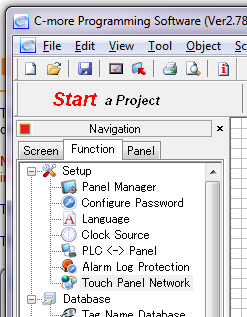 C-more Programming Software (Ver2.78
File Edit View Tool Object Sc
Start a Project
Navigation
Screen Function Panel
Setup
Panel Manager
Configure Password
Language
Clock Source
PLC <-> Panel
Alarm Log Protection
Touch Panel Network
Database
Tag Name Database